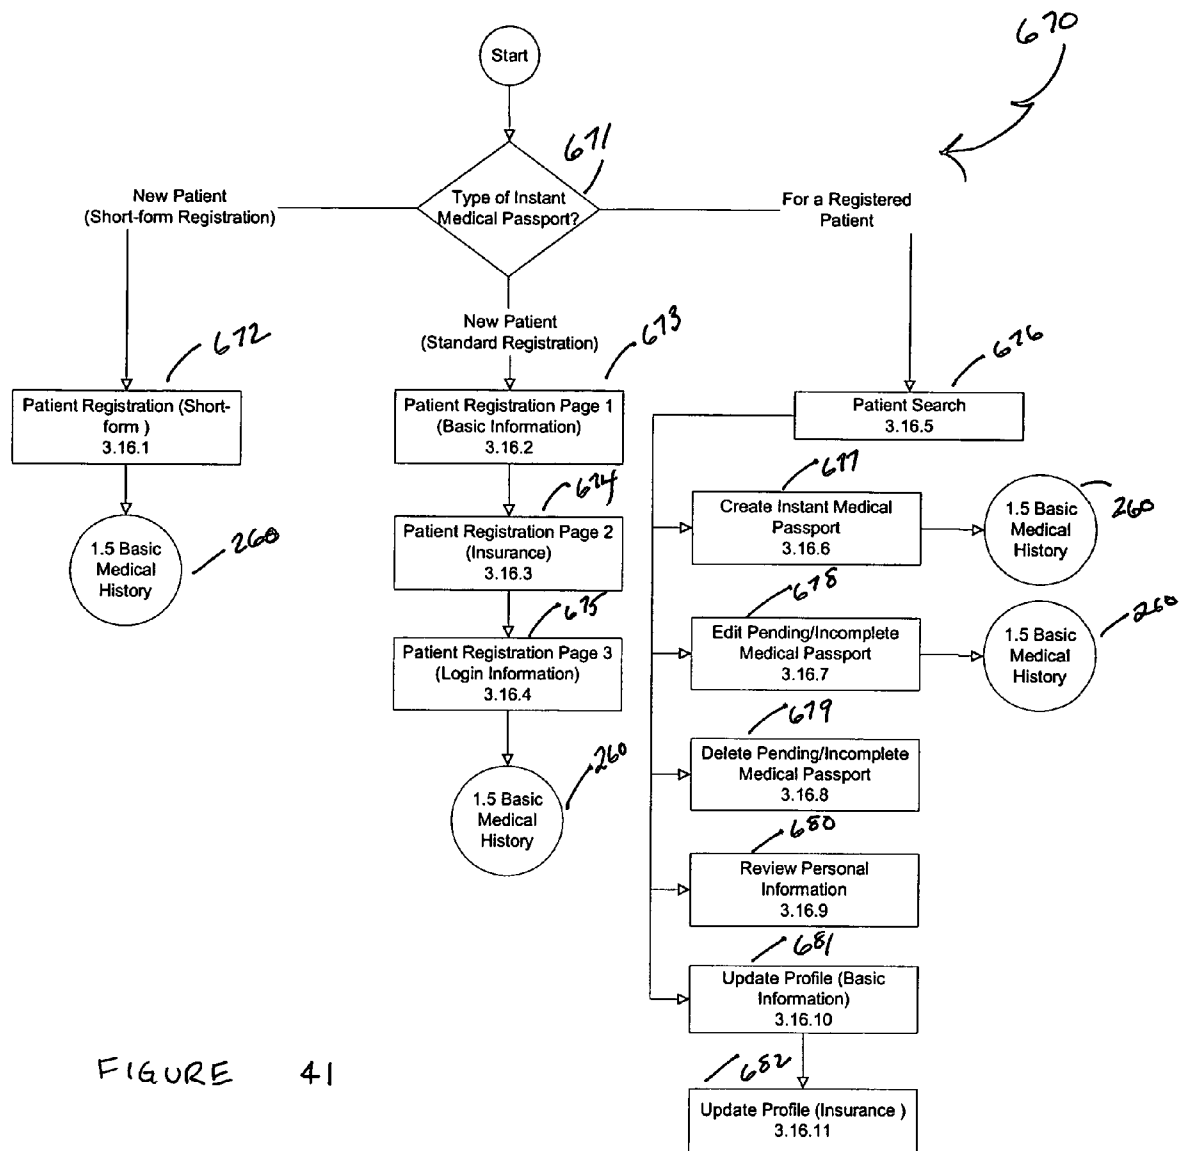 670
Start
671
Type of Instant
Medical Passport?
New Patient
(Short-form Registration)
For a Registered
Patient
New Patient
(Standard Registration)
672
673
676
Patient Registration (Short-
form )
3.16.1
Patient Registration Page 1
(Basic Information)
3.16.2
Patient Search
3.16.5
260
1.5 Basic
Medical
History
674
Patient Registration Page 2
(Insurance)
3.16.3
675
Patient Registration Page 3
(Login Information)
3.16.4
260
1.5 Basic
Medical
History
677
Create Instant Medical
Passport
3.16.6
260
1.5 Basic
Medical
History
678
Edit Pending/Incomplete
Medical Passport
3.16.7
260
1.5 Basic
Medical
History
679
Delete Pending/Incomplete
Medical Passport
3.16.8
680
Review Personal
Information
3.16.9
681
Update Profile (Basic
Information)
3.16.10
682
Update Profile (Insurance )
3.16.11
FIGURE 41